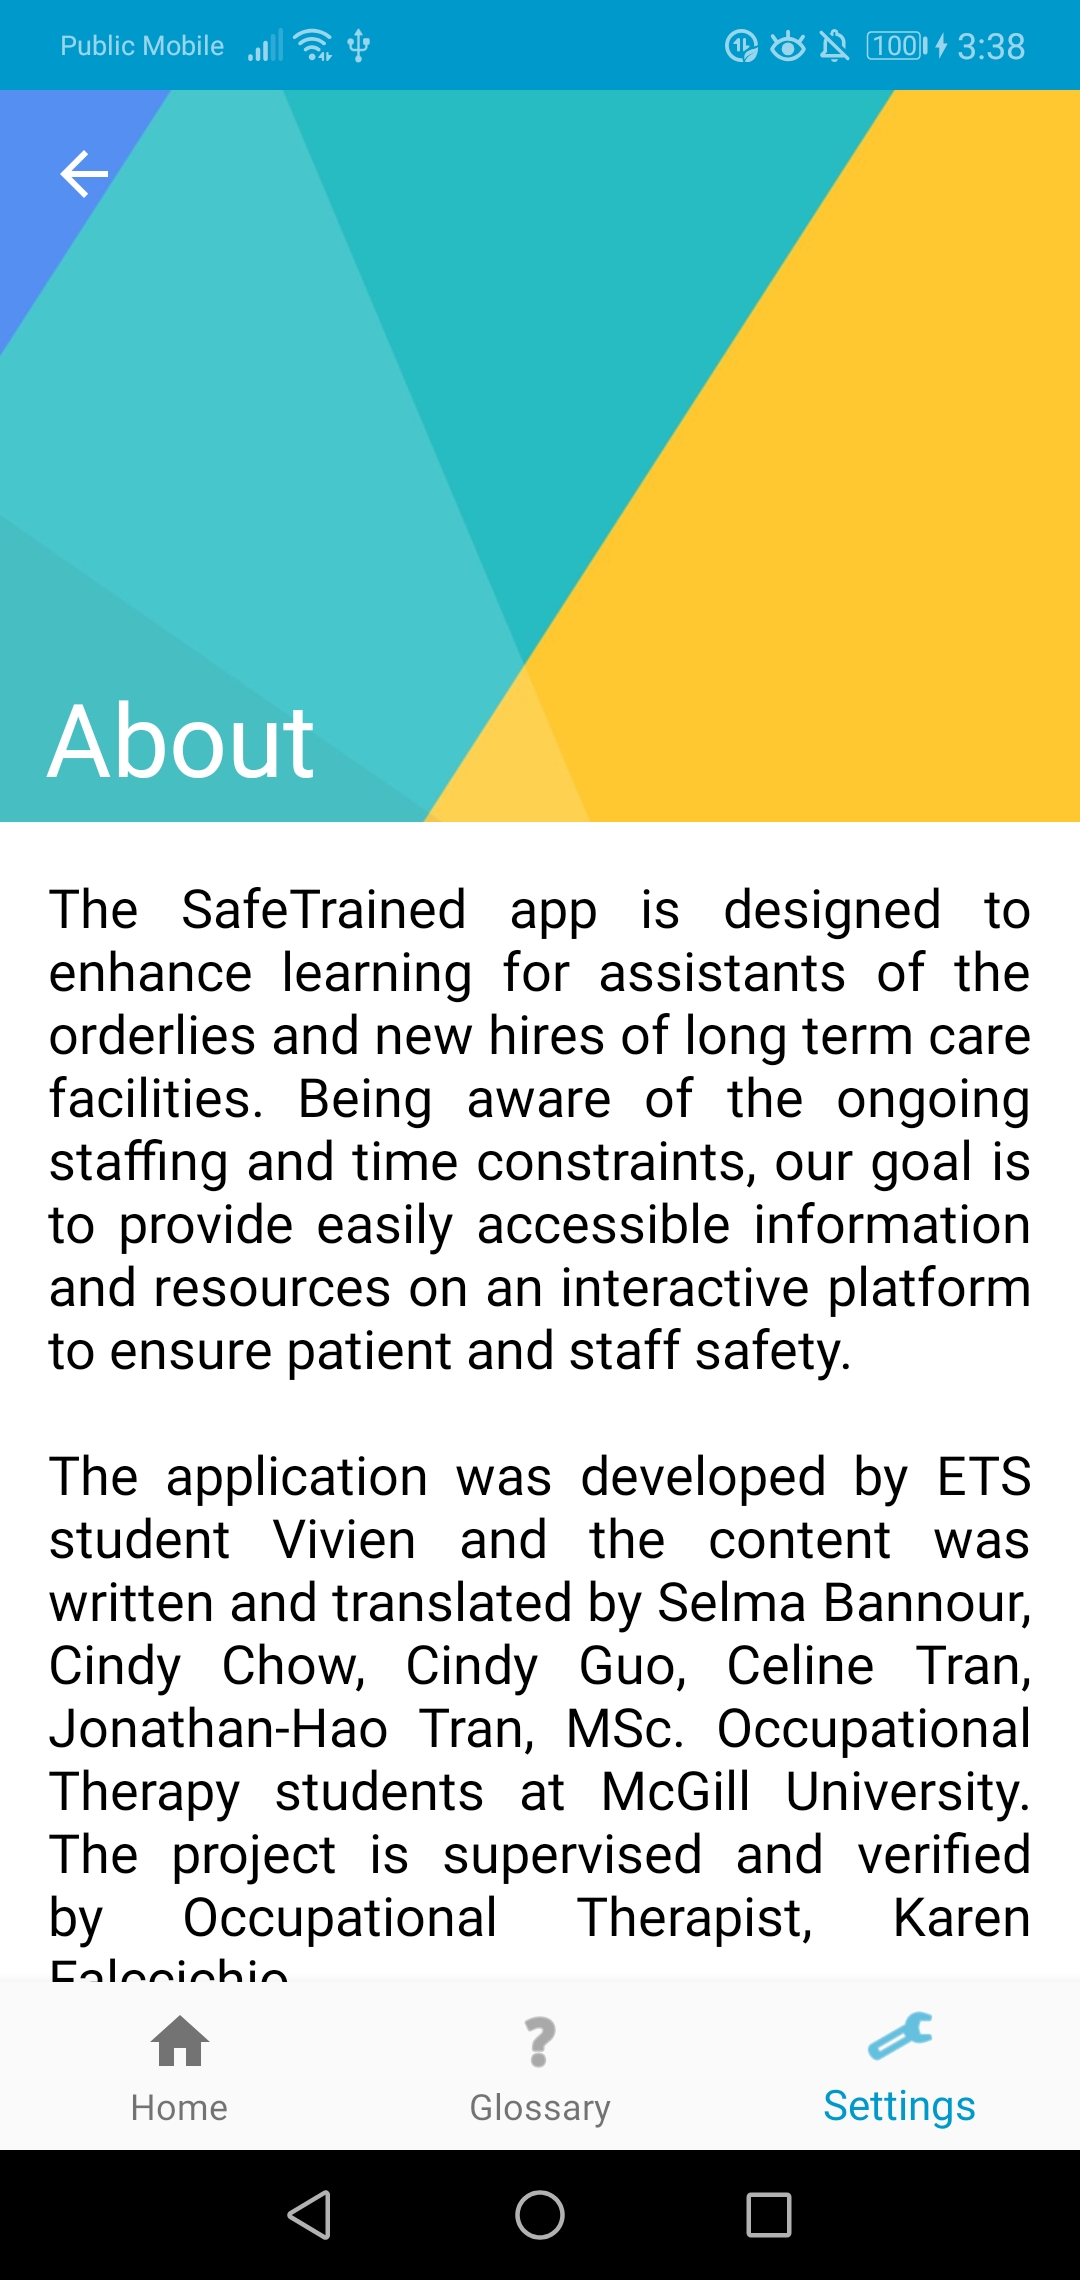 Public Mobile 100 3:38
About
The SafeTrained app is designed to
enhance learning for assistants of the
orderlies and new hires of long term care
facilities. Being aware of the ongoing
staffing and time constraints, our goal is
to provide easily accessible information
and resources on an interactive platform
to ensure patient and staff safety.
The application was developed by ETS
student Vivien and the content was
written and translated by Selma Bannour,
Cindy Chow, Cindy Guo, Celine Tran,
Jonathan-Hao Tran, MSc. Occupational
Therapy students at McGill University.
The project is supervised and verified
by Occupational Therapist, Karen
Home Glossary Settings